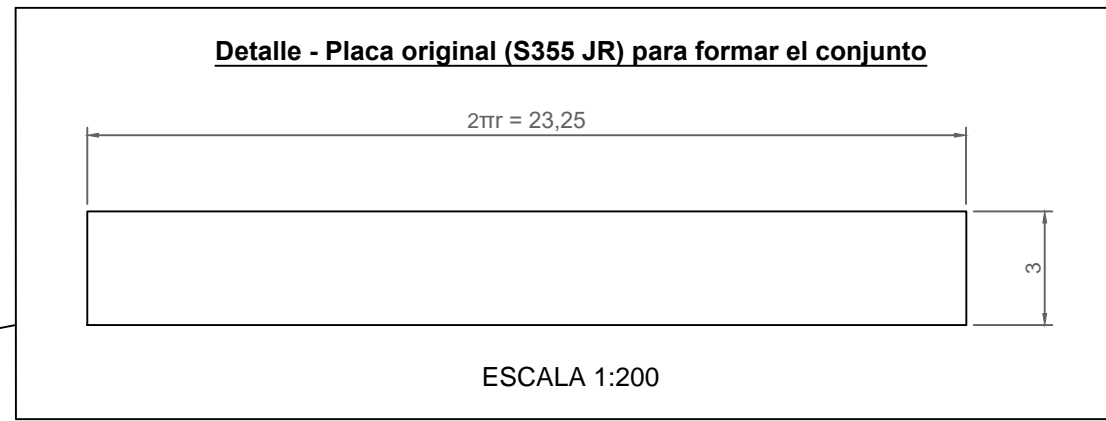 Detalle - Placa original (S355 JR) para formar el conjunto
2πr = 23,25
3
ESCALA 1:200